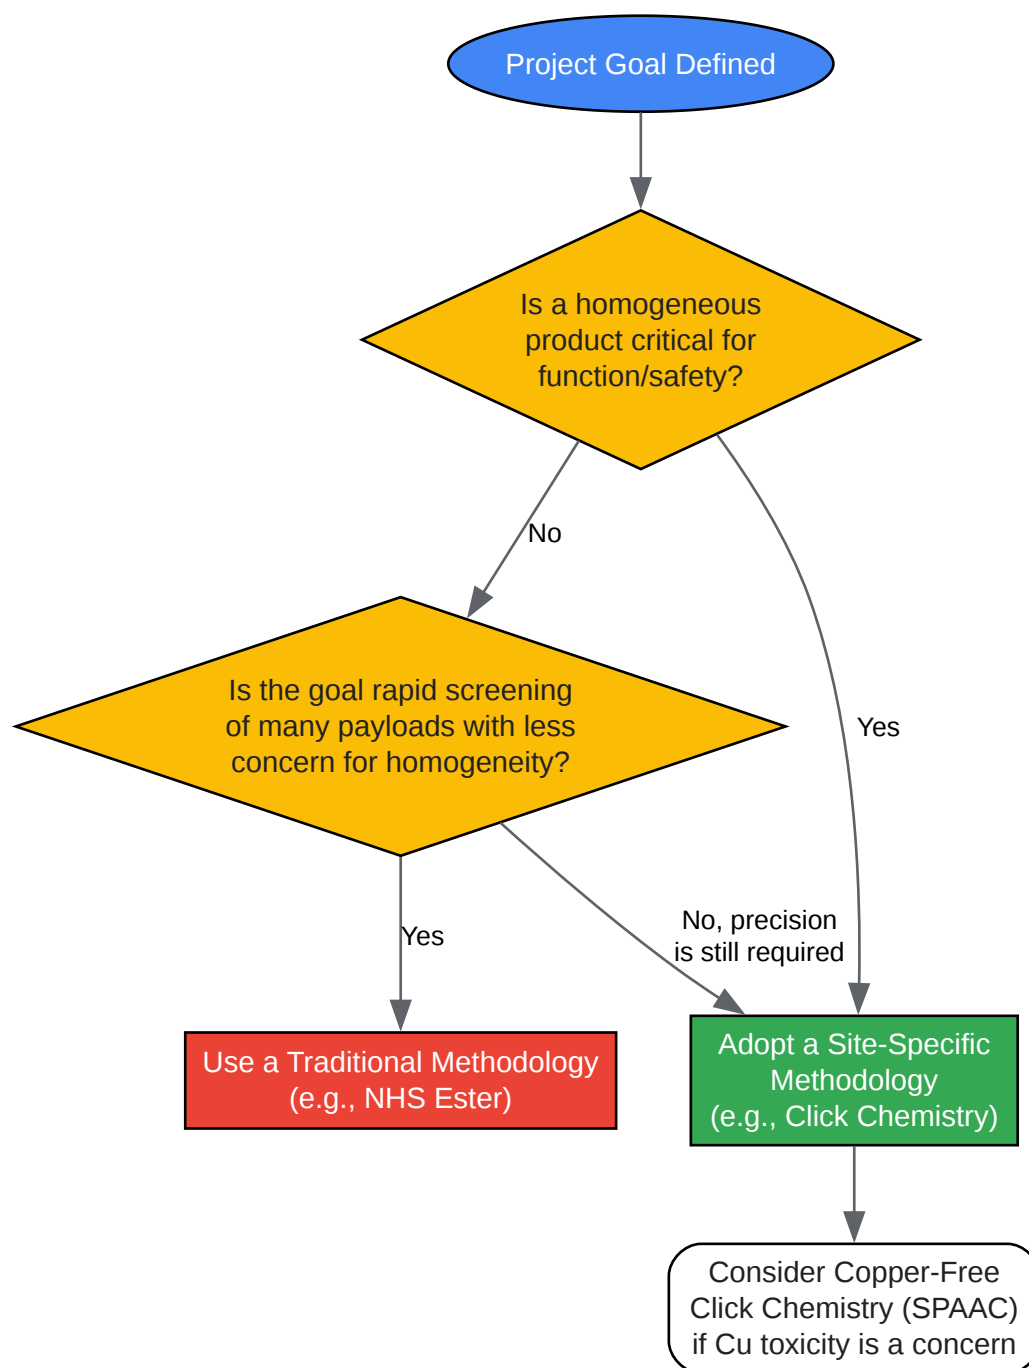 Project Goal Defined
Is a homogeneous
product critical for
function/safety?
No
Is the goal rapid screening
of many payloads with less
concern for homogeneity?
Yes
Yes
No, precision
is still required
Use a Traditional Methodology
(e.g., NHS Ester)
Adopt a Site-Specific
Methodology
(e.g., Click Chemistry)
Consider Copper-Free
Click Chemistry (SPAAC)
if Cu toxicity is a concern